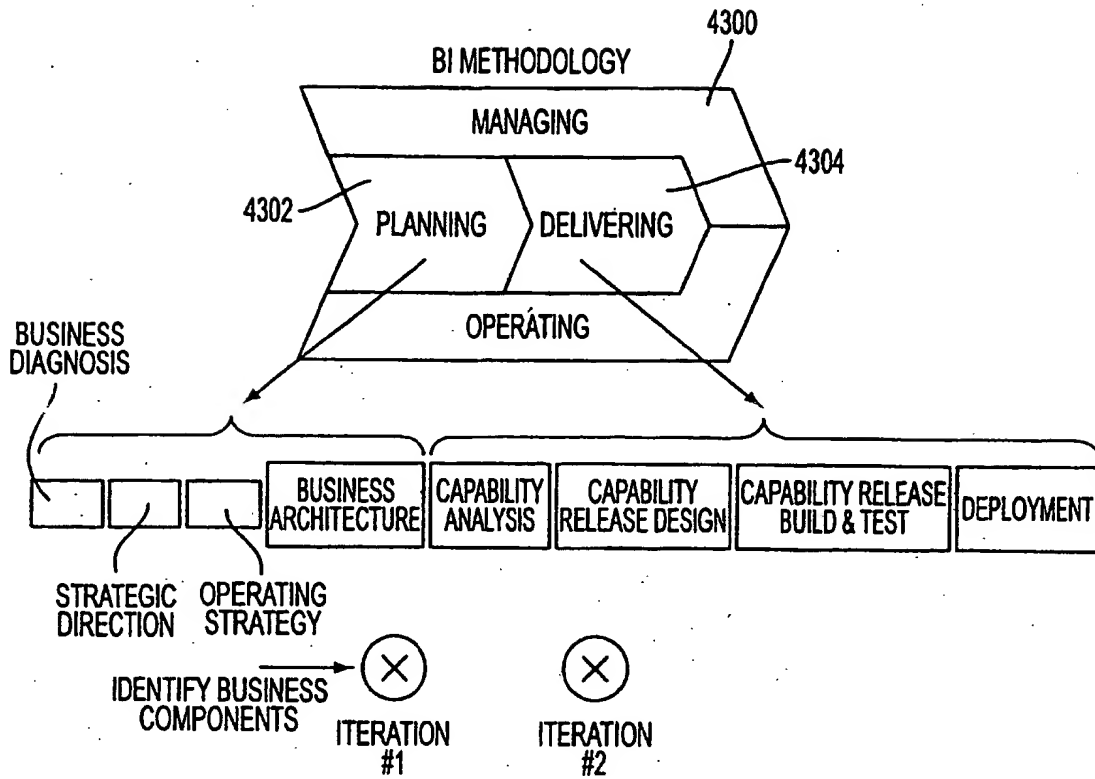 4300
BI METHODOLOGY
MANAGING
4304
4302
PLANNING
DELIVERING
OPERATING
BUSINESS
DIAGNOSIS
BUSINESS
ARCHITECTURE
CAPABILITY
ANALYSIS
CAPABILITY
RELEASE DESIGN
CAPABILITY RELEASE
BUILD & TEST
DEPLOYMENT
STRATEGIC
DIRECTION
OPERATING
STRATEGY
IDENTIFY BUSINESS
COMPONENTS
ITERATION
#1
ITERATION
#2